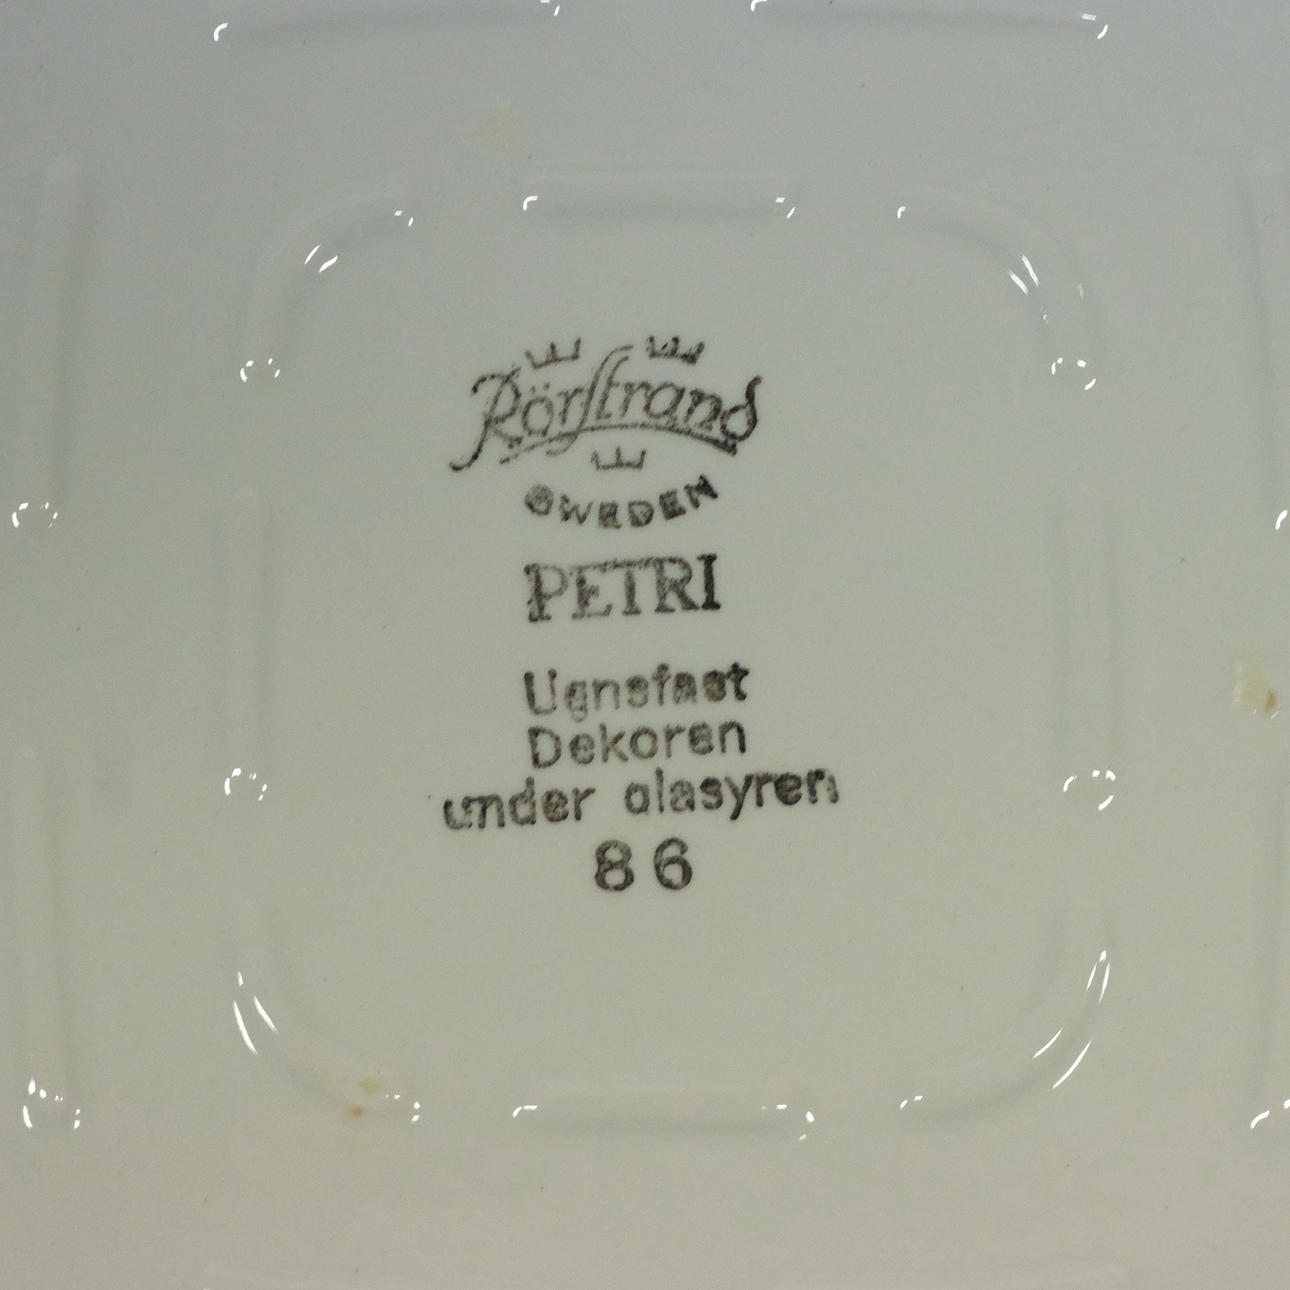 Rörstrand
SWEDEN
PETRI
Ugnsfast
Dekoren
under glasyren
86